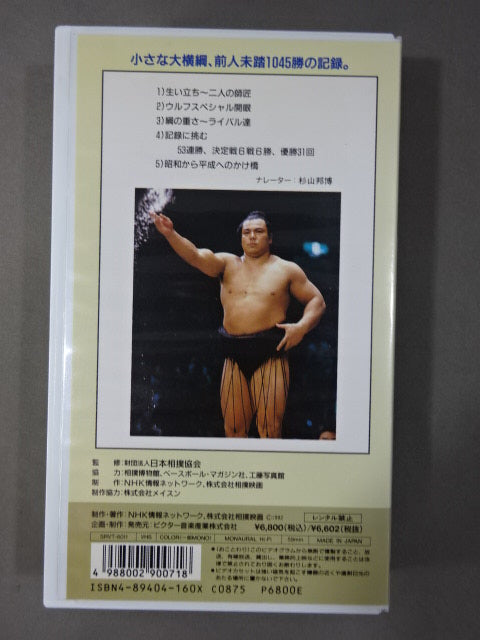 小さな大横綱、前人未踏1045勝の記録。
1)生い立ち〜二人の師匠
2)ウルフスペシャル開眼
3)綱の重さ〜ライバル達
4)記録に挑む
53連勝、決定戦6戦6勝、優勝31回
5)昭和から平成へのかけ橋
ナレーター:杉山邦博
監 修:財団法人日本相撲協会
協 力:相撲博物館、ベースボール・マガジン社、工藤写真館
制 作:NHK情報ネットワーク、株式会社相撲映画
制作協力:株式会社メイスン
制作・著作:NHK情報ネットワーク、株式会社相撲映画 ©1992 レンタル禁止
企画・制作:発売元:ビクター音楽産業株式会社 ¥6,800(税込)/¥6,602(税抜)
VHS COLOR(一部MONO) MONAURAL Hi-Fi 59min MADE IN JAPAN
4 988002 900718
ISBN4-89404-160X C0875 P6800E